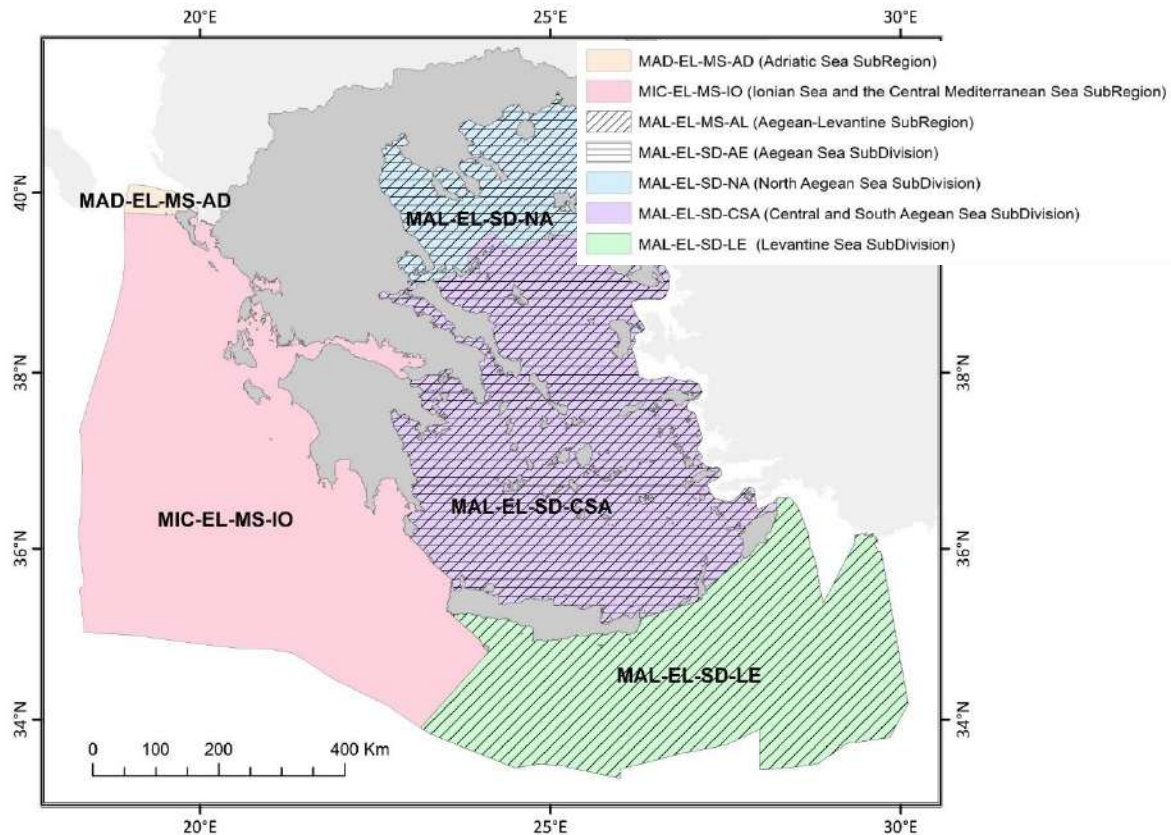 20°E 25°E 30°E
MAD-EL-MS-AD (Adriatic Sea SubRegion)
MIC-EL-MS-IO (Ionian Sea and the Central Mediterranean Sea SubRegion)
MAL-EL-MS-AL (Aegean-Levantine SubRegion)
MAL-EL-SD-AE (Aegean Sea SubDivision)
MAL-EL-SD-NA (North Aegean Sea SubDivision)
MAL-EL-SD-CSA (Central and South Aegean Sea SubDivision)
MAL-EL-SD-LE (Levantine Sea SubDivision)
40°N
MAD-EL-MS-AD
MAL-EL-SD-NA
38°N 38°N
MAL-EL-SD-CSA
MIC-EL-MS-IO
36°N 36°N
MAL-EL-SD-LE
34°N 34°N
0 100 200 400 Km
20°E 25°E 30°E